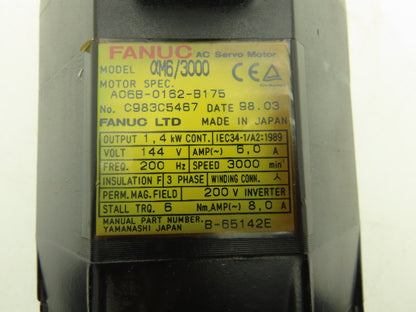 FANUC AC Servo Motor
MODEL αM6/3000
MOTOR SPEC.
A06B-0162-B175
No. C983C5467 DATE 98.03
FANUC LTD MADE IN JAPAN
OUTPUT 1,4 kW CONT. IEC34-1/A2:1989
VOLT 144 V AMP(~) 6,0 A
FREQ. 200 Hz SPEED 3000 min⁻¹
INSULATION F 3 PHASE WINDING CONN. Y
PERM. MAG. FIELD 200 V INVERTER
STALL TRQ. 6 Nm, AMP(~) 8,0 A
MANUAL PART NUMBER. B-65142E
YAMANASHI JAPAN